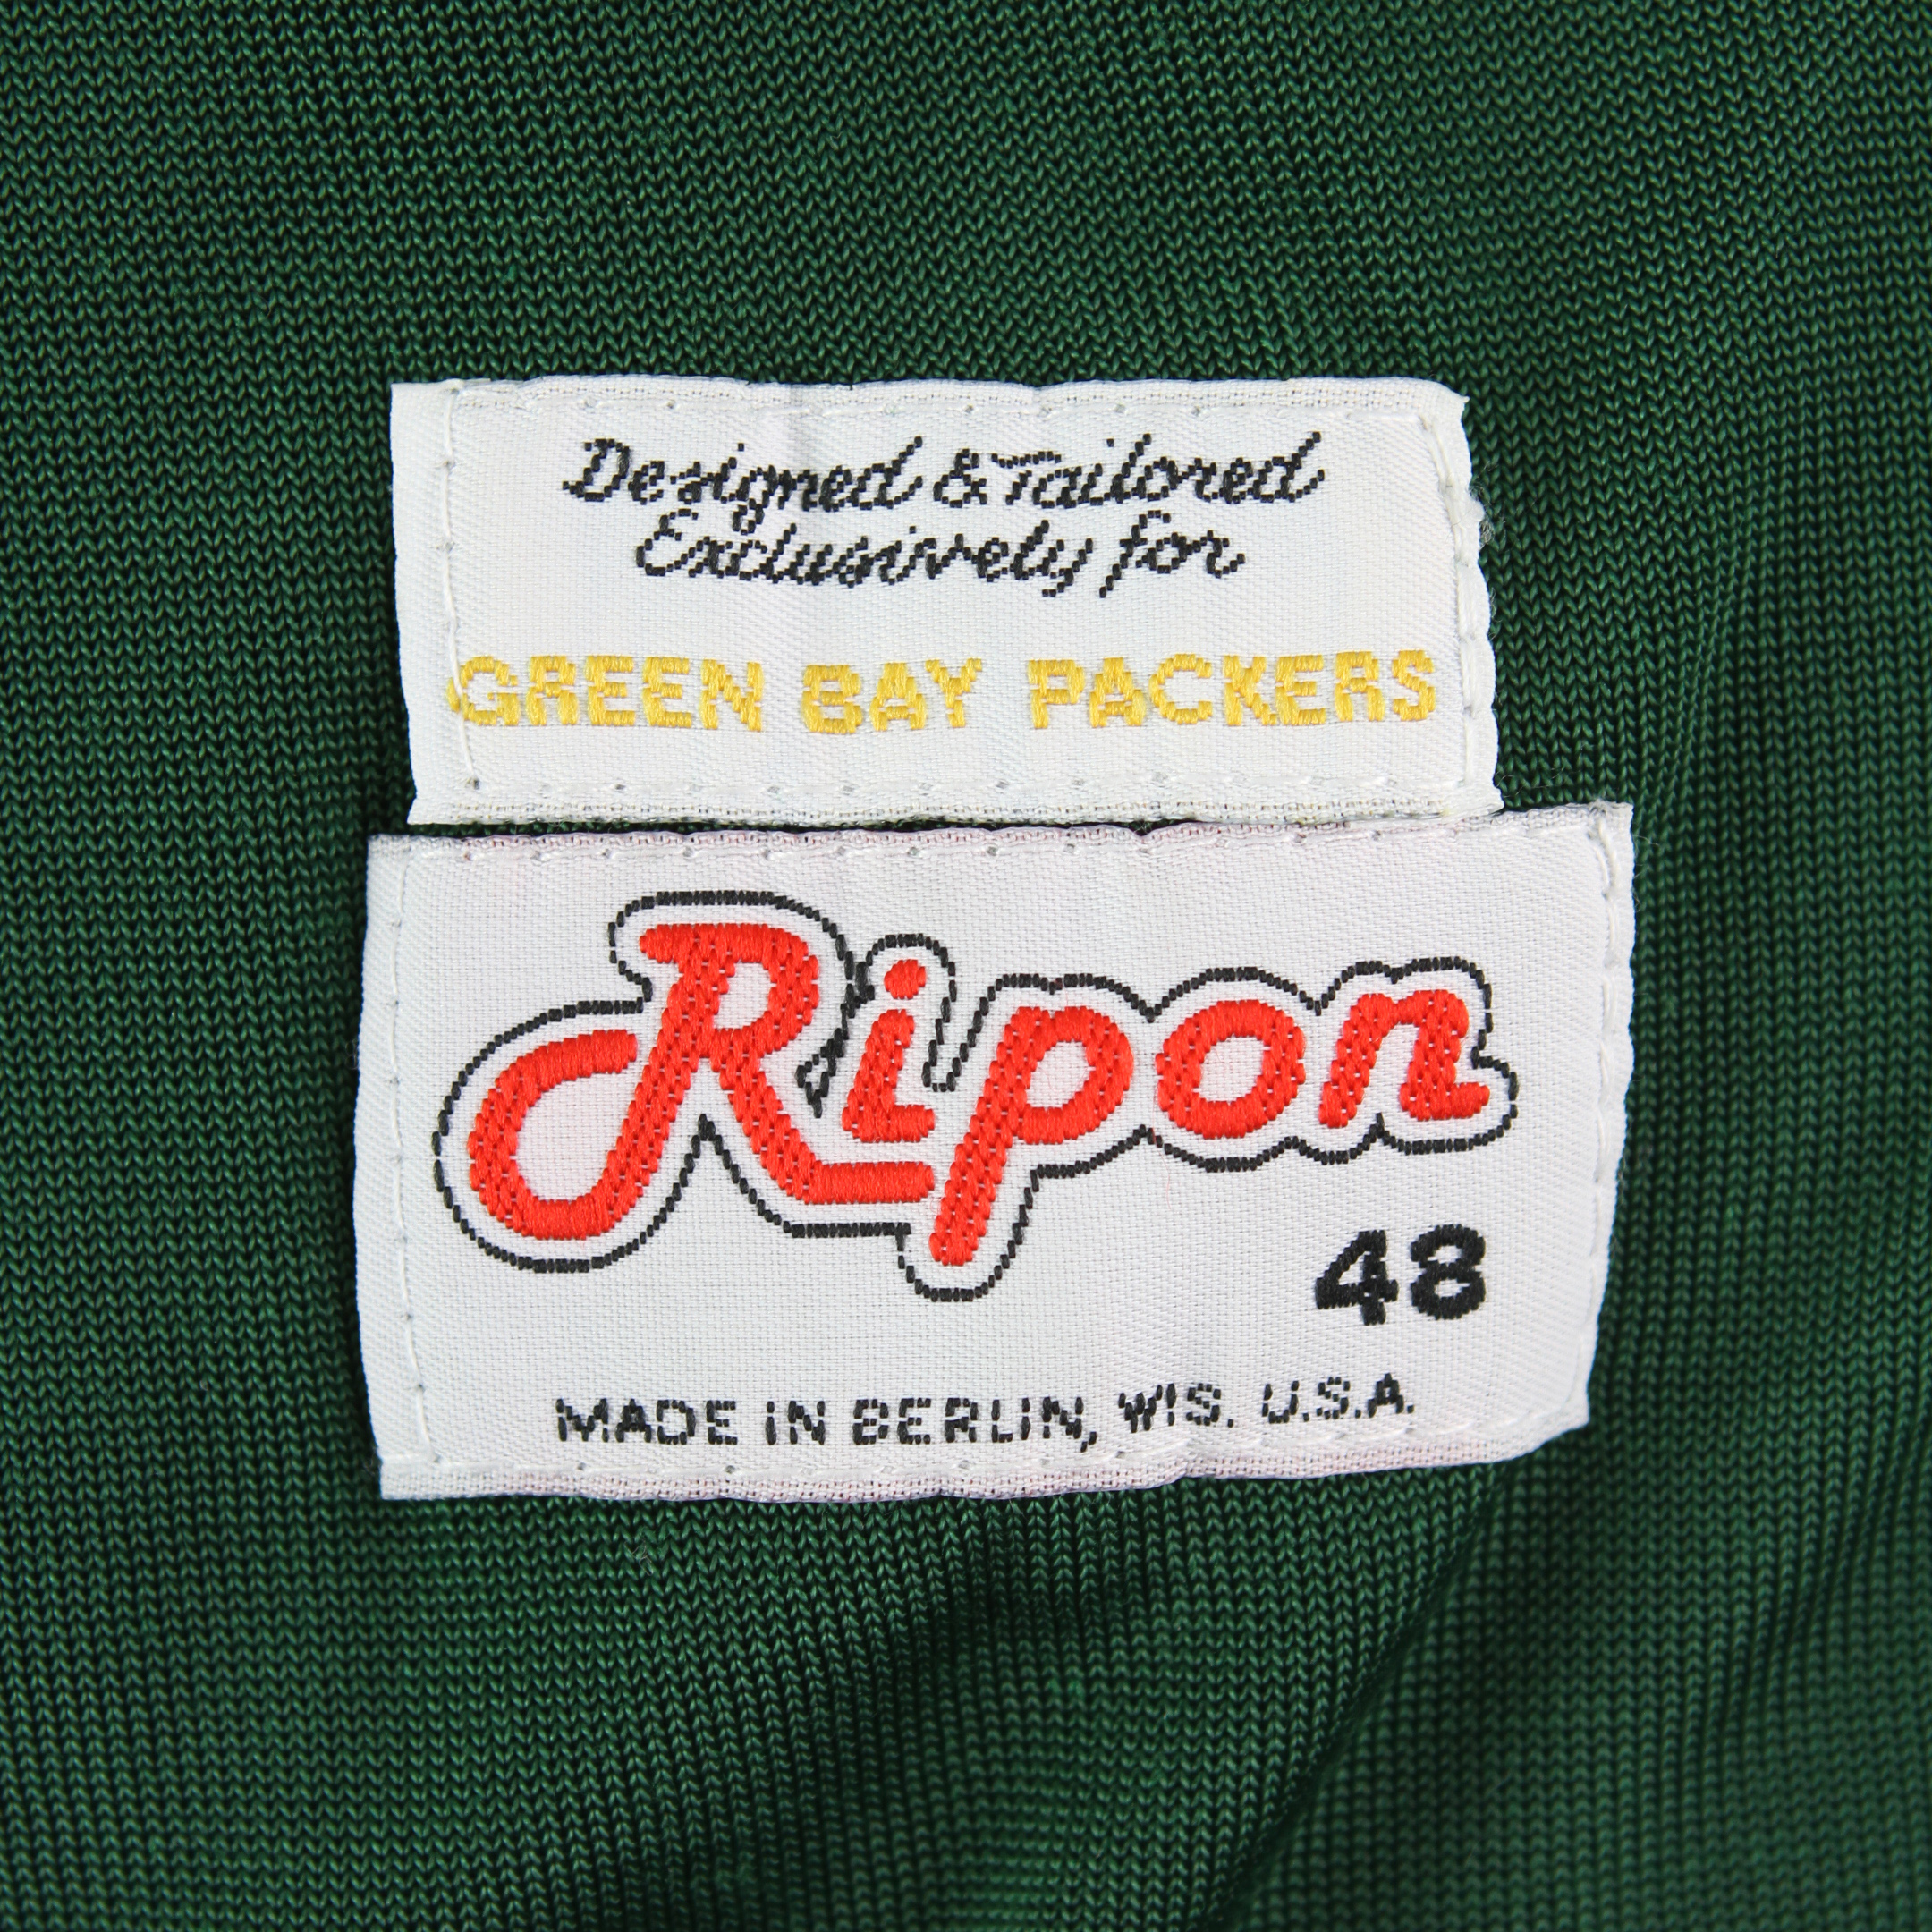 Designed & Tailored
Exclusively for
GREEN BAY PACKERS
Ripon
48
MADE IN BERLIN, WIS. U.S.A.